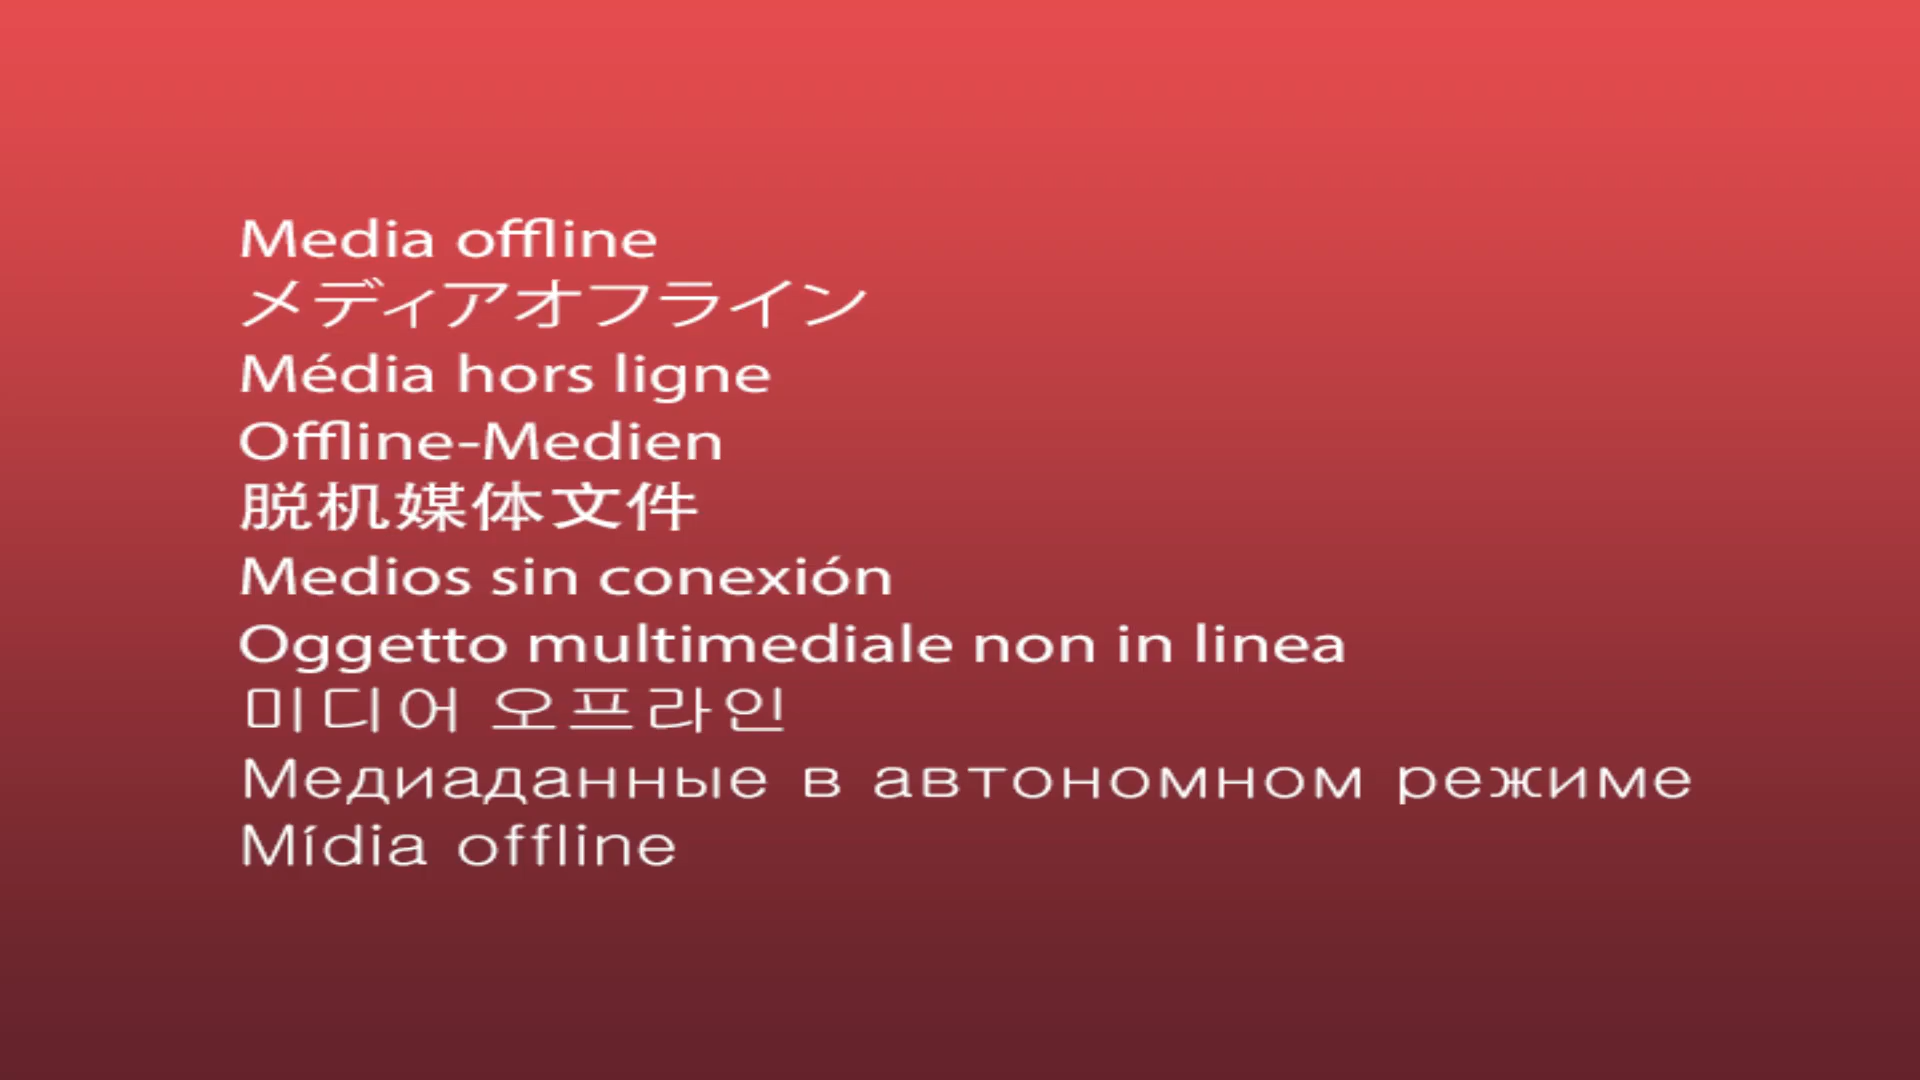 Media offline
メディアオフライン
Média hors ligne
Offline-Medien
脱机媒体文件
Medios sin conexión
Oggetto multimediale non in linea
미디어 오프라인
Медиаданные в автономном режиме
Mídia offline